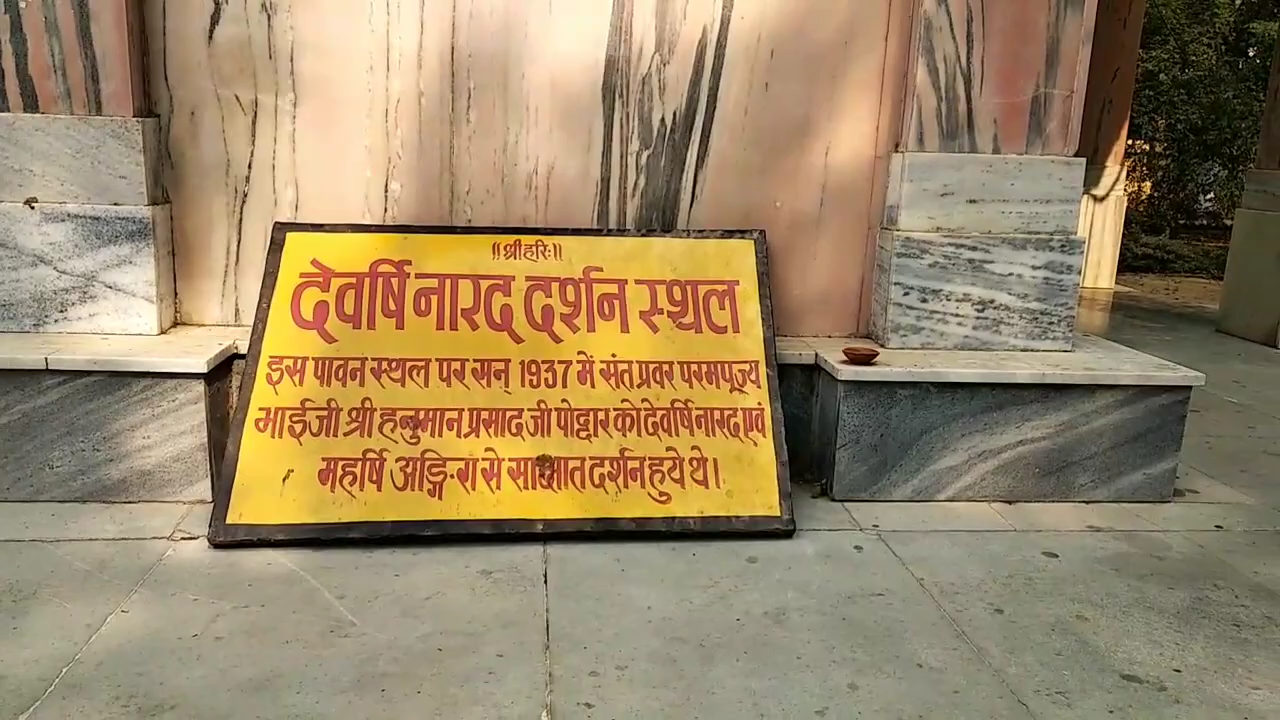 ॥श्रीहरिः॥
देवर्षि नारद दर्शन स्थल
इस पावन स्थल पर सन् 1937 में संत प्रवर परमपूज्य
भाईजी श्री हनुमान प्रसाद जी पोद्दार को देवर्षि नारद एवं
महर्षि अङ्गिरा से साक्षात दर्शन हुये थे।